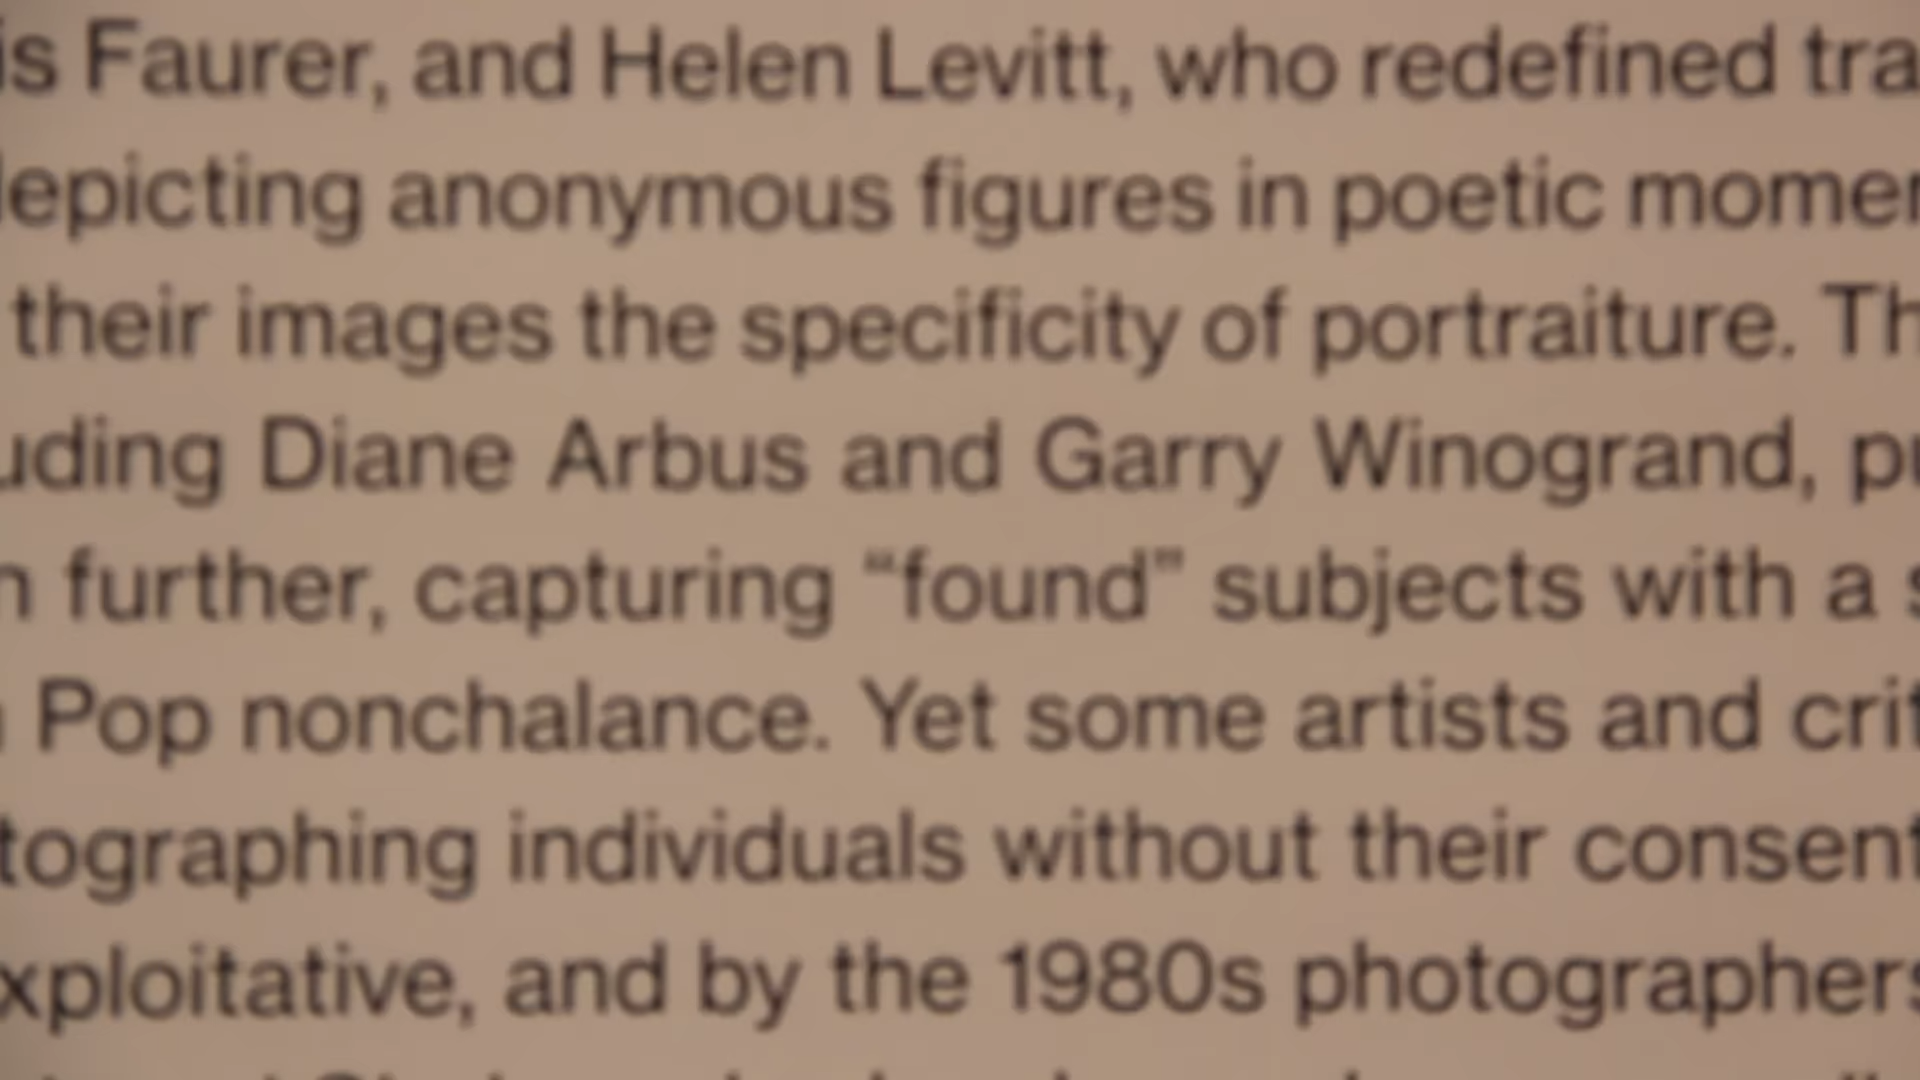 is Faurer, and Helen Levitt, who redefined tra
depicting anonymous figures in poetic momen
their images the specificity of portraiture. Th
uding Diane Arbus and Garry Winogrand, pu
n further, capturing “found” subjects with a s
Pop nonchalance. Yet some artists and crit
tographing individuals without their consent
xploitative, and by the 1980s photographers